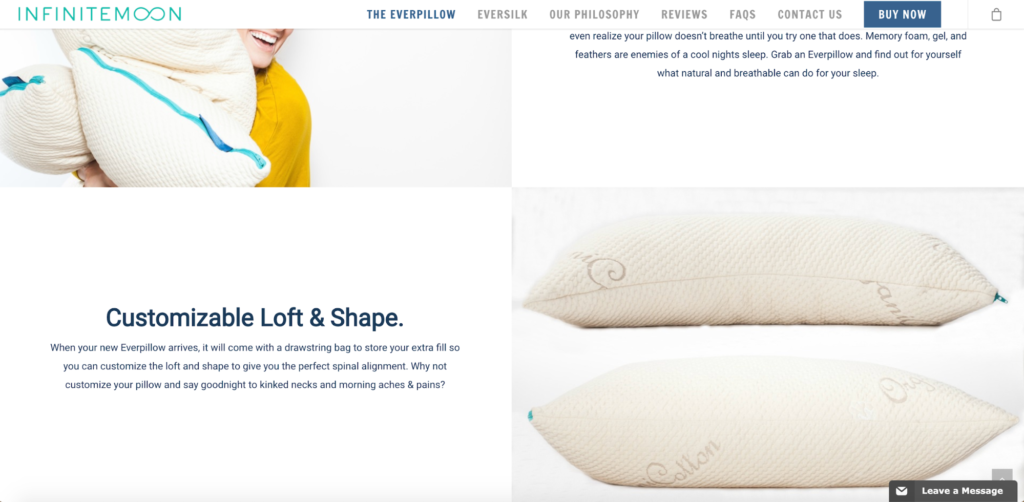 INFINITEMOON
THE EVERPILLOW
EVERSILK
OUR PHILOSOPHY
REVIEWS
FAQS
CONTACT US
BUY NOW
even realize your pillow doesn't breathe until you try one that does. Memory foam, gel, and
feathers are enemies of a cool nights sleep. Grab an Everpillow and find out for yourself
what natural and breathable can do for your sleep.
Customizable Loft & Shape.
When your new Everpillow arrives, it will come with a drawstring bag to store your extra fill so
you can customize the loft and shape to give you the perfect spinal alignment. Why not
customize your pillow and say goodnight to kinked necks and morning aches & pains?
Cotton
Leave a Message